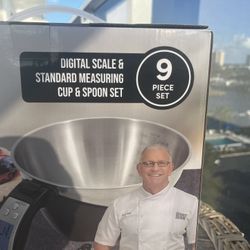 DIGITAL SCALE &
STANDARD MEASURING
CUP & SPOON SET
9
PIECE
SET